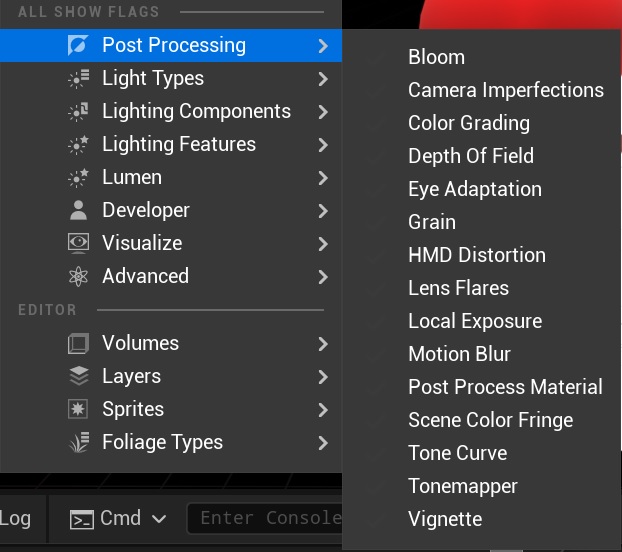 ALL SHOW FLAGS
Post Processing
Light Types
Lighting Components
Lighting Features
Lumen
Developer
Visualize
Advanced
EDITOR
Volumes
Layers
Sprites
Foliage Types
Bloom
Camera Imperfections
Color Grading
Depth Of Field
Eye Adaptation
Grain
HMD Distortion
Lens Flares
Local Exposure
Motion Blur
Post Process Material
Scene Color Fringe
Tone Curve
Tonemapper
Vignette
Log Cmd Enter Console